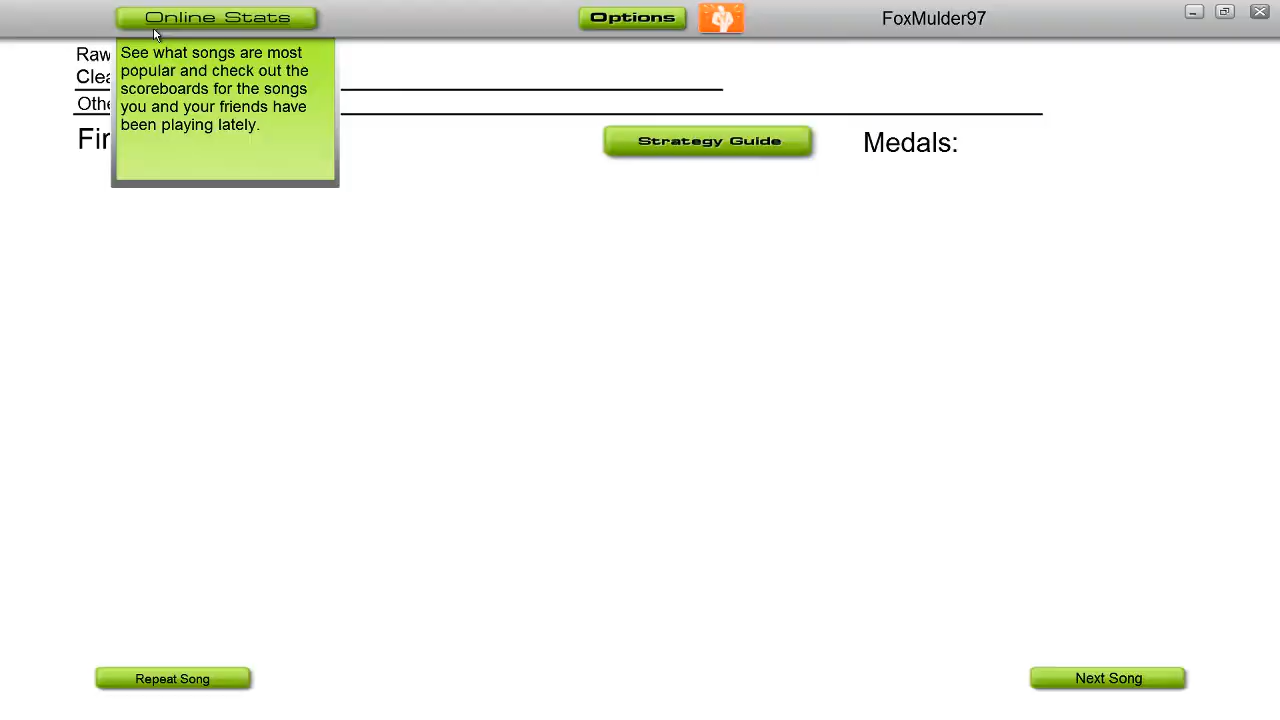 Online Stats
Options
FoxMulder97
See what songs are most
popular and check out the
scoreboards for the songs
you and your friends have
been playing lately.
Raw
Strategy Guide
Medals:
Repeat Song
Next Song